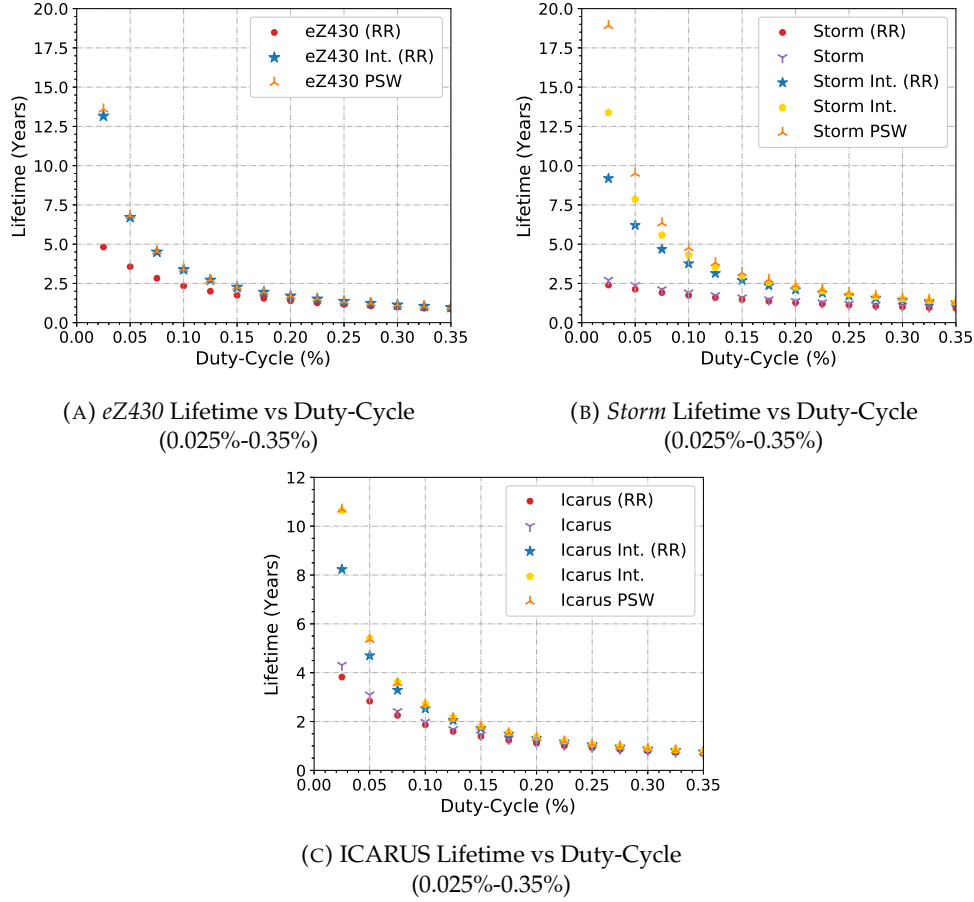 20.0
17.5
15.0
12.5
10.0
7.5
5.0
2.5
0.0
Lifetime (Years)
eZ430 (RR)
eZ430 Int. (RR)
eZ430 PSW
0.0 0.05 0.10 0.15 0.20 0.25 0.30 0.35
Duty-Cycle (%)
(A) eZ430 Lifetime vs Duty-Cycle
(0.025%-0.35%)
20.0
17.5
15.0
12.5
10.0
7.5
5.0
2.5
0.0
Lifetime (Years)
Storm (RR)
Storm
Storm Int. (RR)
Storm Int.
Storm PSW
0.00 0.05 0.10 0.15 0.20 0.25 0.30 0.35
Duty-Cycle (%)
(B) Storm Lifetime vs Duty-Cycle
(0.025%-0.35%)
12
10
8
6
4
2
0
Lifetime (Years)
Icarus (RR)
Icarus
Icarus Int. (RR)
Icarus Int.
Icarus PSW
0.00 0.05 0.10 0.15 0.20 0.25 0.30 0.35
Duty-Cycle (%)
(C) ICARUS Lifetime vs Duty-Cycle
(0.025%-0.35%)